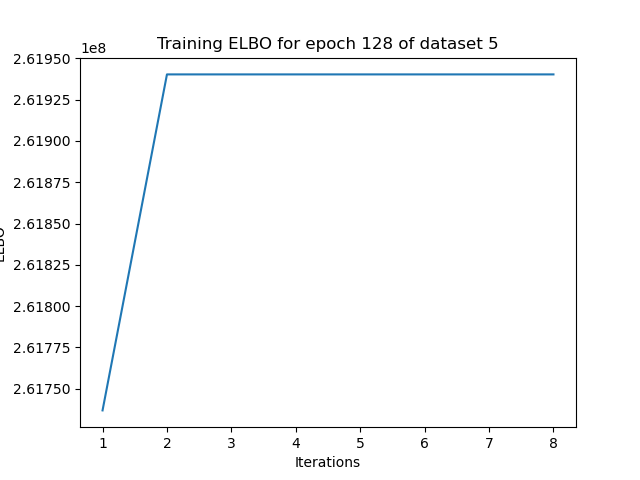 Training ELBO for epoch 128 of dataset 5
1e8
2.61950
2.61925
2.61900
2.61875
2.61850
2.61825
2.61800
2.61775
2.61750
ELBO
1 2 3 4 5 6 7 8
Iterations